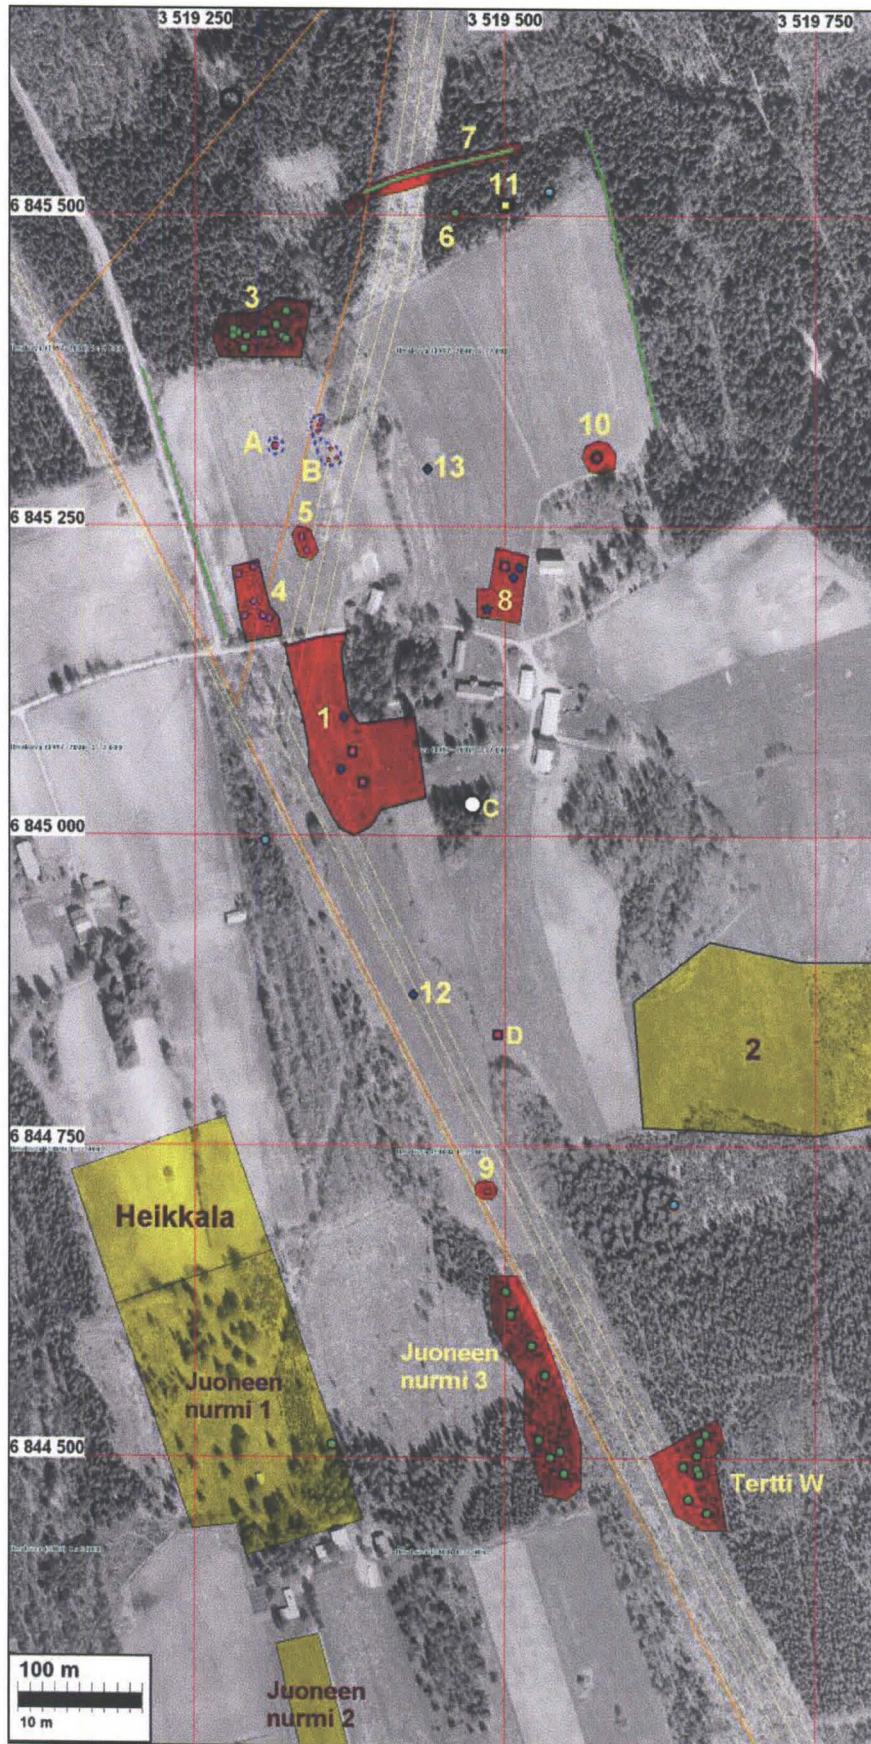 3 519 250
3 519 500
3 519 750
7
11
6 845 500
6
3
10
A
B
13
5
6 845 250
4
8
1
C
6 845 000
12
D
2
6 844 750
9
Heikkala
Juoneen
nurmi 3
Juoneen
nurmi 1
6 844 500
Tertti W
100 m
10 m
Juoneen
nurmi 2